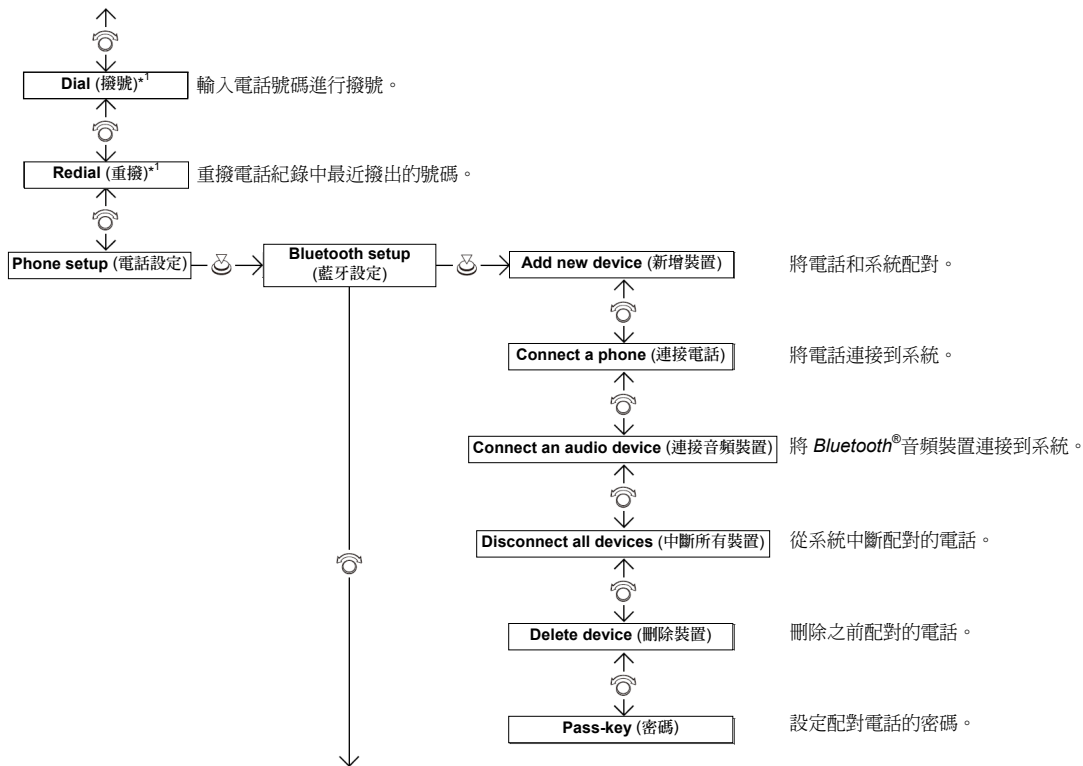 Dial (撥號)*1
輸入電話號碼進行撥號。
Redial (重撥)*1
重撥電話紀錄中最近撥出的號碼。
Phone setup (電話設定)
Bluetooth setup
(藍牙設定)
Add new device (新增裝置)
將電話和系統配對。
Connect a phone (連接電話)
將電話連接到系統。
Connect an audio device (連接音頻裝置)
將 Bluetooth®音頻裝置連接到系統。
Disconnect all devices (中斷所有裝置)
從系統中斷配對的電話。
Delete device (刪除裝置)
刪除之前配對的電話。
Pass-key (密碼)
設定配對電話的密碼。